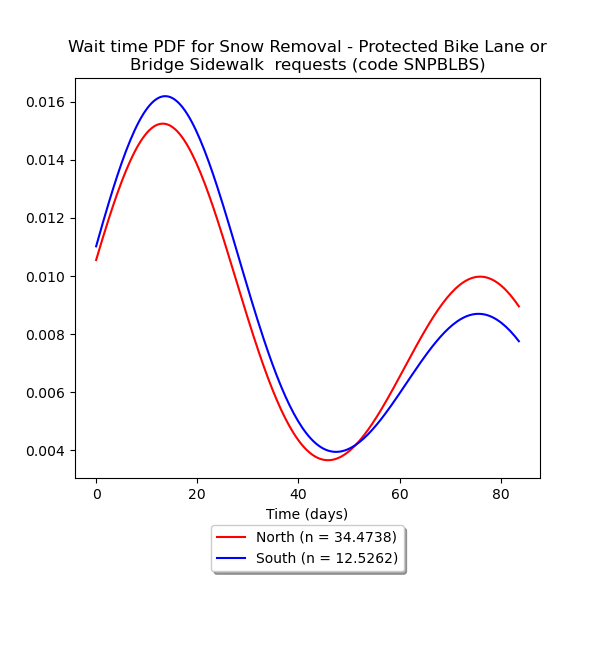 Wait time PDF for Snow Removal - Protected Bike Lane or
Bridge Sidewalk  requests (code SNPBLBS)
0.016
0.014
0.012
0.010
0.008
0.006
0.004
0 20 40 60 80
Time (days)
North (n = 34.4738)
South (n = 12.5262)